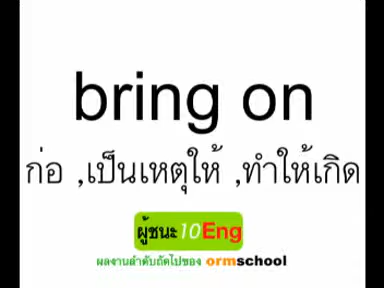 bring on
ก่อ ,เป็นเหตุให้ ,ทำให้เกิด
ผู้ชนะ10Eng
ผลงานลำดับถัดไปของ ormschool